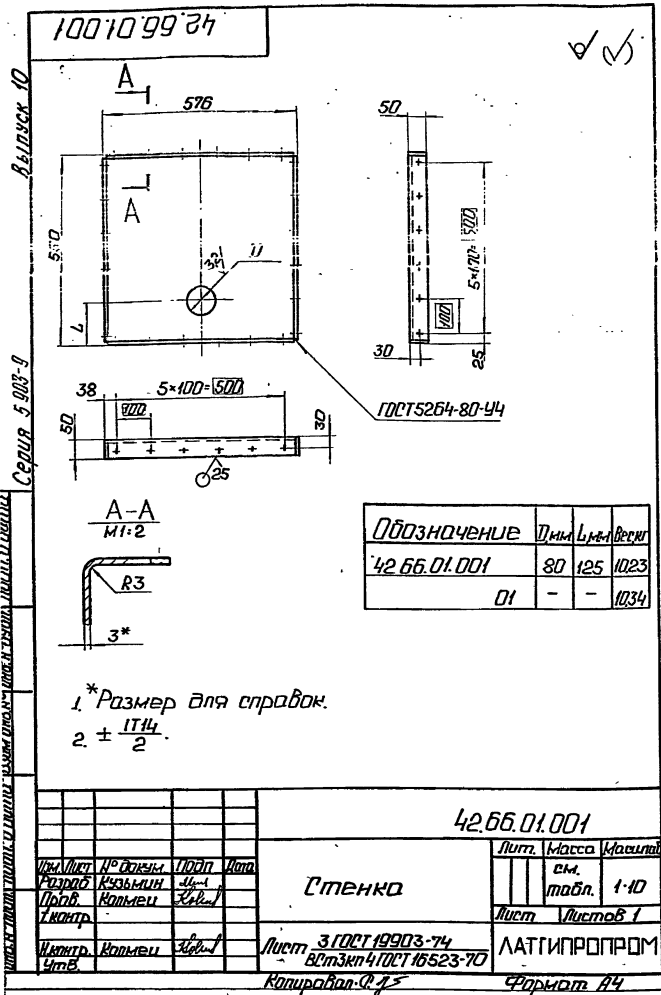 42.66.01.001
Выпуск 10
Серия 5.903-9
А
576
А
50
D
L
5×100=500
100
30
25
ГОСТ5264-80-У4
38
5×100=500
100
50
30
25
А-А
М1:2
R3
3*
Обозначение D,мм L,мм Вес,кг
42.66.01.001 80 125 10,23
01 - - 10,34
1. *Размер для справок.
2. ± IT14/2.
42.66.01.001
Изм. Лист № докум. Подп. Дата
Разраб. Кузьмин
Пров. Колмец
Т.контр.
Н.контр. Колмец
Утв.
Стенка
Лит. Масса Масштаб
см. табл. 1:10
Лист Листов 1
Лист 3 ГОСТ 19903-74
ВСт3кп4 ГОСТ 16523-70
ЛАТГИПРОПРОМ
Копировал
Формат А4